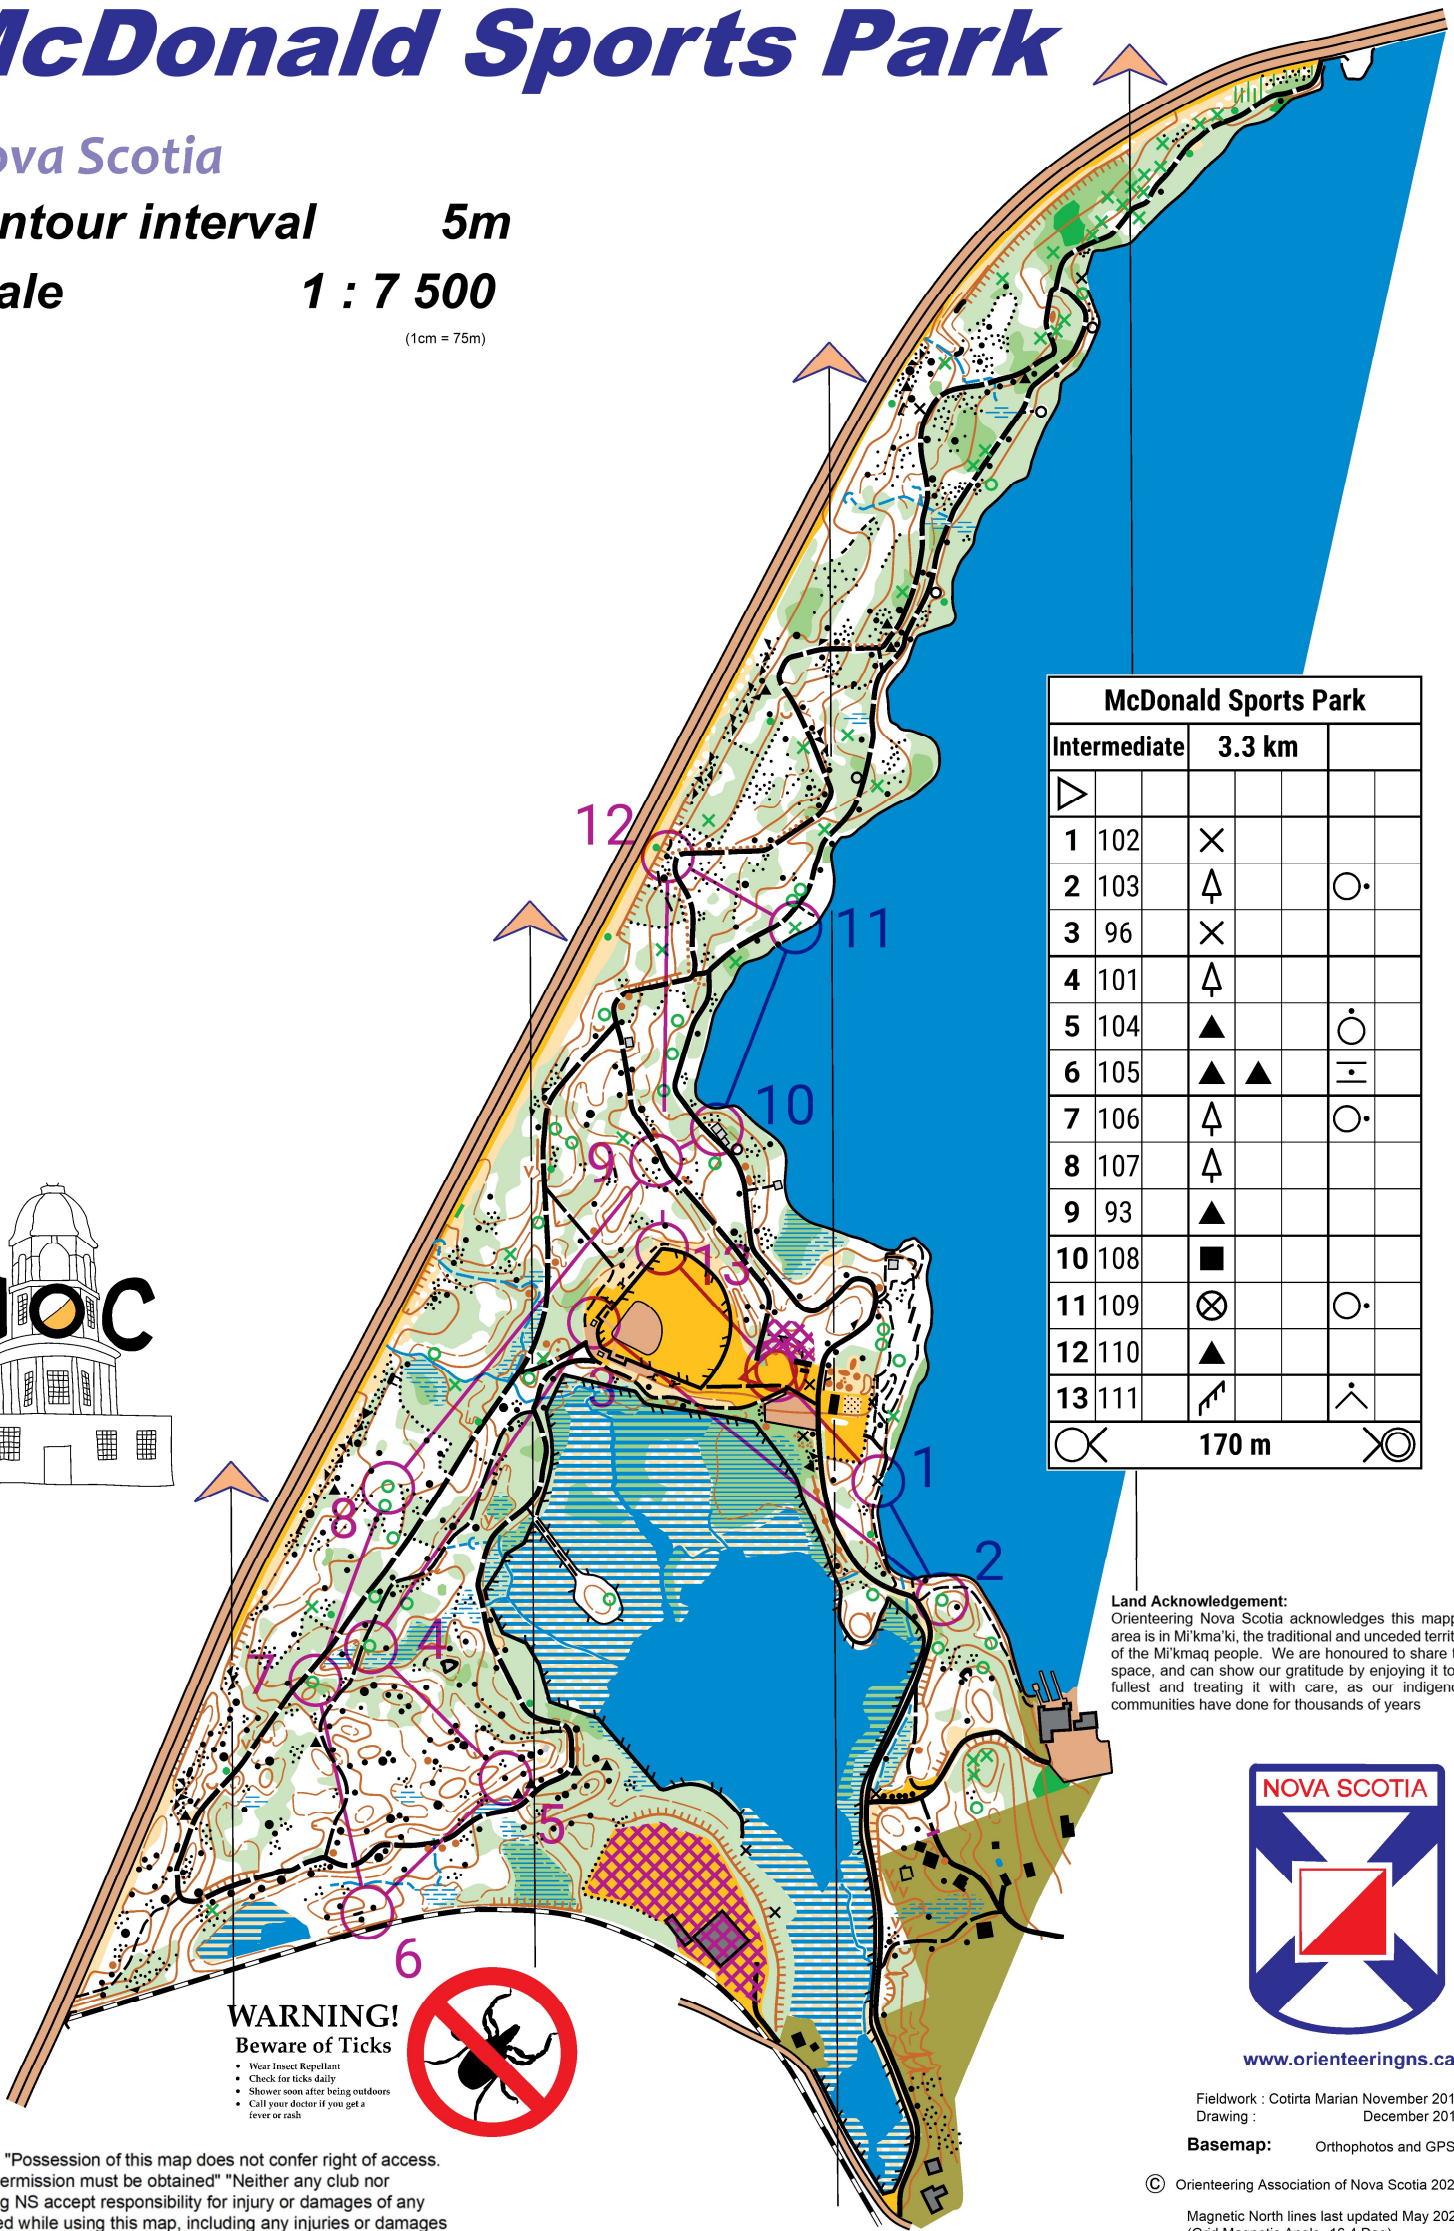 McDonald Sports Park
ova Scotia
ntour interval 5m
ale 1 : 7 500
(1cm = 75m)
12
11
10
9
13
3
1
2
8
4
7
5
6
McDonald Sports Park
Intermediate 3.3 km
1 102
2 103
3 96
4 101
5 104
6 105
7 106
8 107
9 93
10 108
11 109
12 110
13 111
170 m
OC
Land Acknowledgement:
Orienteering Nova Scotia acknowledges this mapp
area is in Mi'kma'ki, the traditional and unceded territ
of the Mi'kmaq people. We are honoured to share t
space, and can show our gratitude by enjoying it to
fullest and treating it with care, as our indigen
communities have done for thousands of years
NOVA SCOTIA
www.orienteeringns.ca
Fieldwork : Cotirta Marian November 201
Drawing : December 201
Basemap: Orthophotos and GPS
© Orienteering Association of Nova Scotia 202
Magnetic North lines last updated May 202
WARNING!
Beware of Ticks
• Wear Insect Repellant
• Check for ticks daily
• Shower soon after being outdoors
• Call your doctor if you get a
fever or rash
"Possession of this map does not confer right of access.
ermission must be obtained" "Neither any club nor
g NS accept responsibility for injury or damages of any
ed while using this map, including any injuries or damages